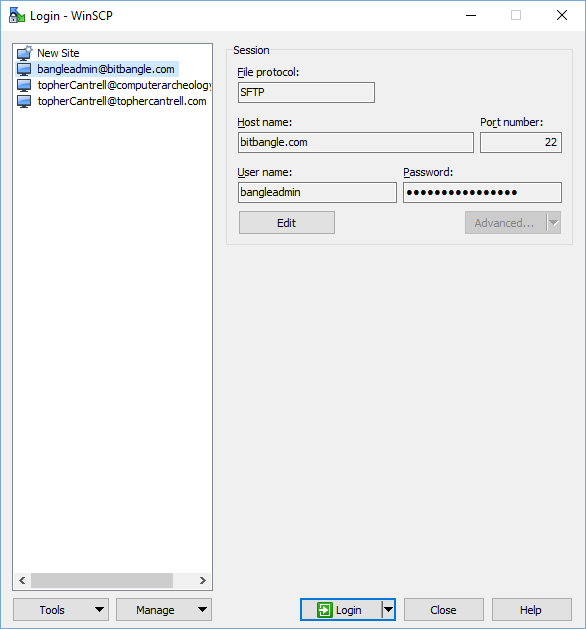 Login - WinSCP
New Site
bangleadmin@bitbangle.com
topherCantrell@computerarcheology
topherCantrell@tophercantrell.com
Session
File protocol:
SFTP
Host name:
Port number:
bitbangle.com
22
User name:
Password:
bangleadmin
●●●●●●●●●●●●●●●●
Edit
Advanced...
Tools
Manage
Login
Close
Help